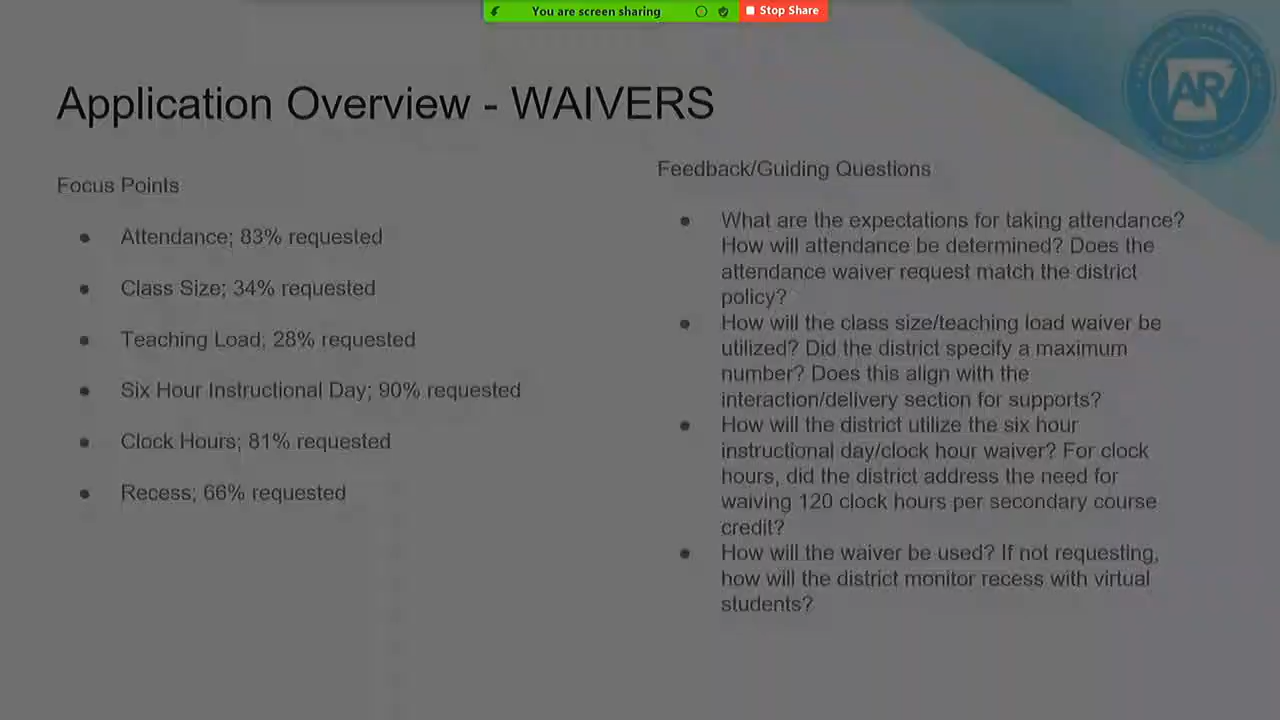 You are screen sharing
Stop Share
Application Overview - WAIVERS
AR
Focus Points
Attendance; 83% requested
Class Size; 34% requested
Teaching Load; 28% requested
Six Hour Instructional Day; 90% requested
Clock Hours; 81% requested
Recess; 66% requested
Feedback/Guiding Questions
What are the expectations for taking attendance?
How will attendance be determined? Does the
attendance waiver request match the district
policy?
How will the class size/teaching load waiver be
utilized? Did the district specify a maximum
number? Does this align with the
interaction/delivery section for supports?
How will the district utilize the six hour
instructional day/clock hour waiver? For clock
hours, did the district address the need for
waiving 120 clock hours per secondary course
credit?
How will the waiver be used? If not requesting,
how will the district monitor recess with virtual
students?